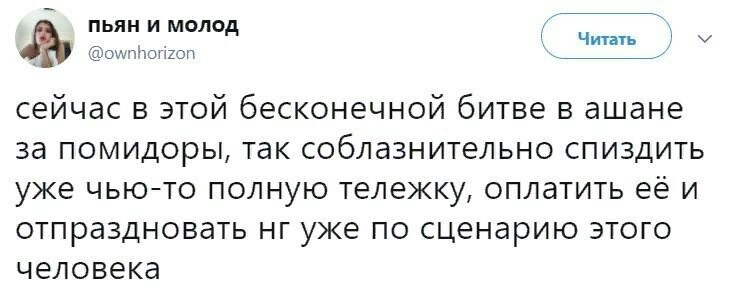 пьян и молод
@ownhorizon
Читать
сейчас в этой бесконечной битве в ашане
за помидоры, так соблазнительно спиздить
уже чью-то полную тележку, оплатить её и
отпраздновать нг уже по сценарию этого
человека